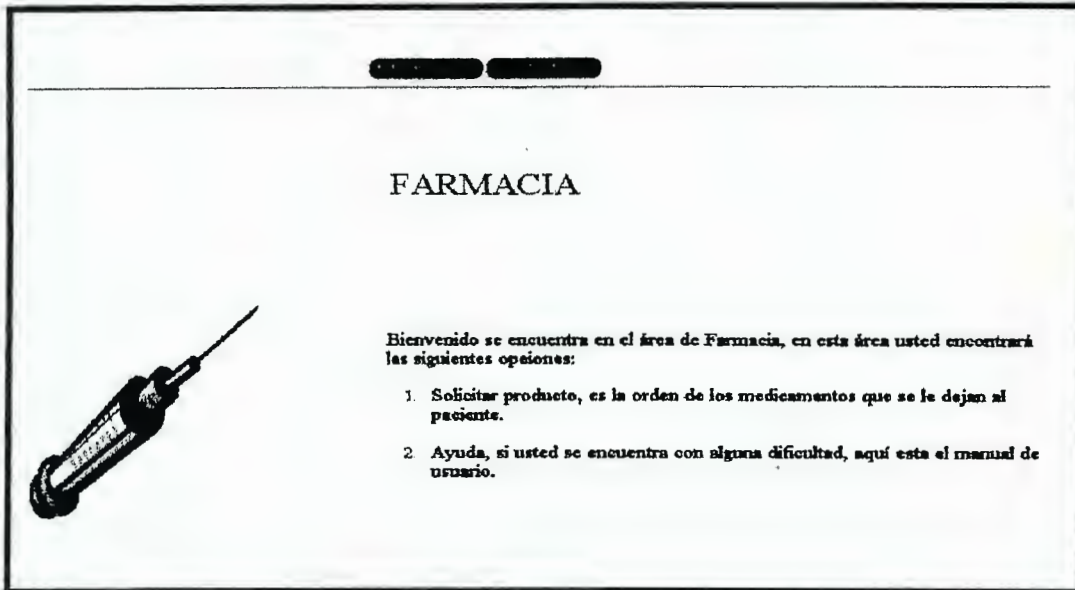 FARMACIA
Bienvenido se encuentra en el área de Farmacia, en esta área usted encontrará
las siguientes opciones:
1. Solicitar producto, es la orden de los medicamentos que se le dejan al
paciente.
2. Ayuda, si usted se encuentra con alguna dificultad, aquí esta el manual de
usuario.